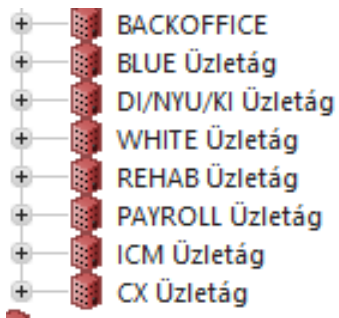 BACKOFFICE
BLUE Üzletág
DI/NYU/KI Üzletág
WHITE Üzletág
REHAB Üzletág
PAYROLL Üzletág
ICM Üzletág
CX Üzletág